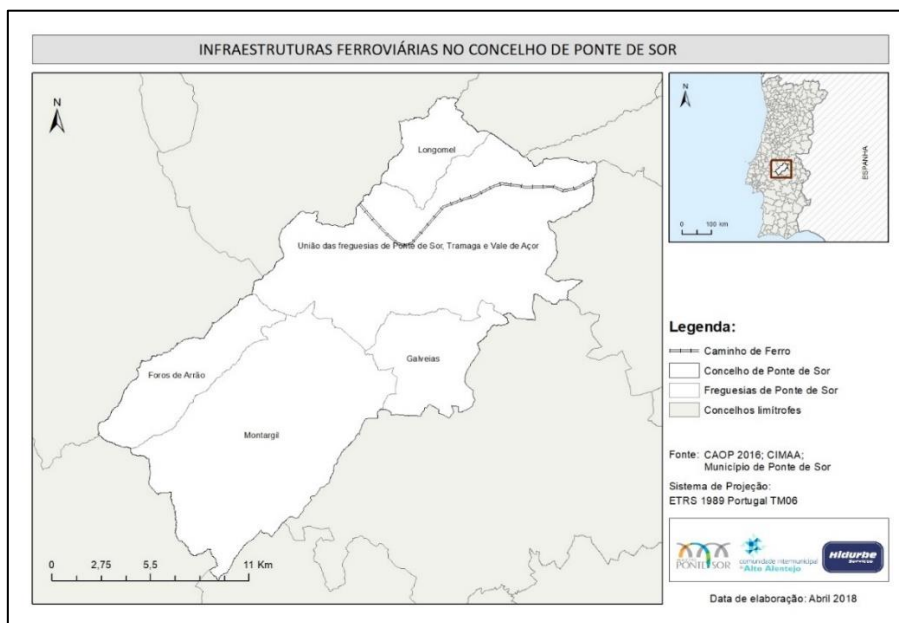 INFRAESTRUTURAS FERROVIÁRIAS NO CONCELHO DE PONTE DE SOR
N
Longomel
União das freguesias de Ponte de Sor, Tramaga e Vale de Açor
Galveias
Foros de Arrão
Montargil
0 2,75 5,5 11 Km
N
ESPANHA
0 100 km
Legenda:
Caminho de Ferro
Concelho de Ponte de Sor
Freguesias de Ponte de Sor
Concelhos limítrofes
Fonte: CAOP 2016; CIMAA;
Município de Ponte de Sor
Sistema de Projeção:
ETRS 1989 Portugal TM06
PONTE SOR
comunidade intermunicipal
do Alto Alentejo
Hidurbe
Services
Data de elaboração: Abril 2018